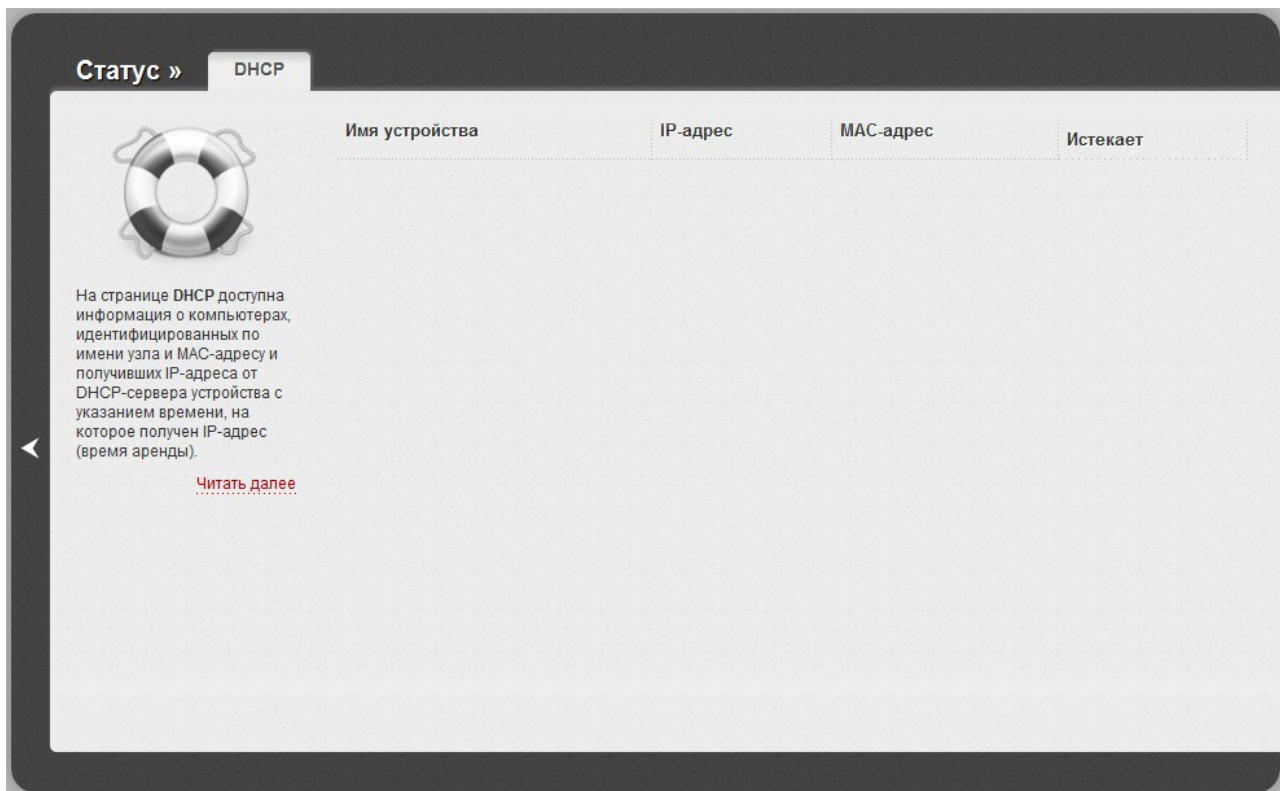 Статус »
DHCP
Имя устройства
IP-адрес
MAC-адрес
Истекает
На странице DHCP доступна
информация о компьютерах,
идентифицированных по
имени узла и MAC-адресу и
получивших IP-адреса от
DHCP-сервера устройства с
указанием времени, на
которое получен IP-адрес
(время аренды).
Читать далее